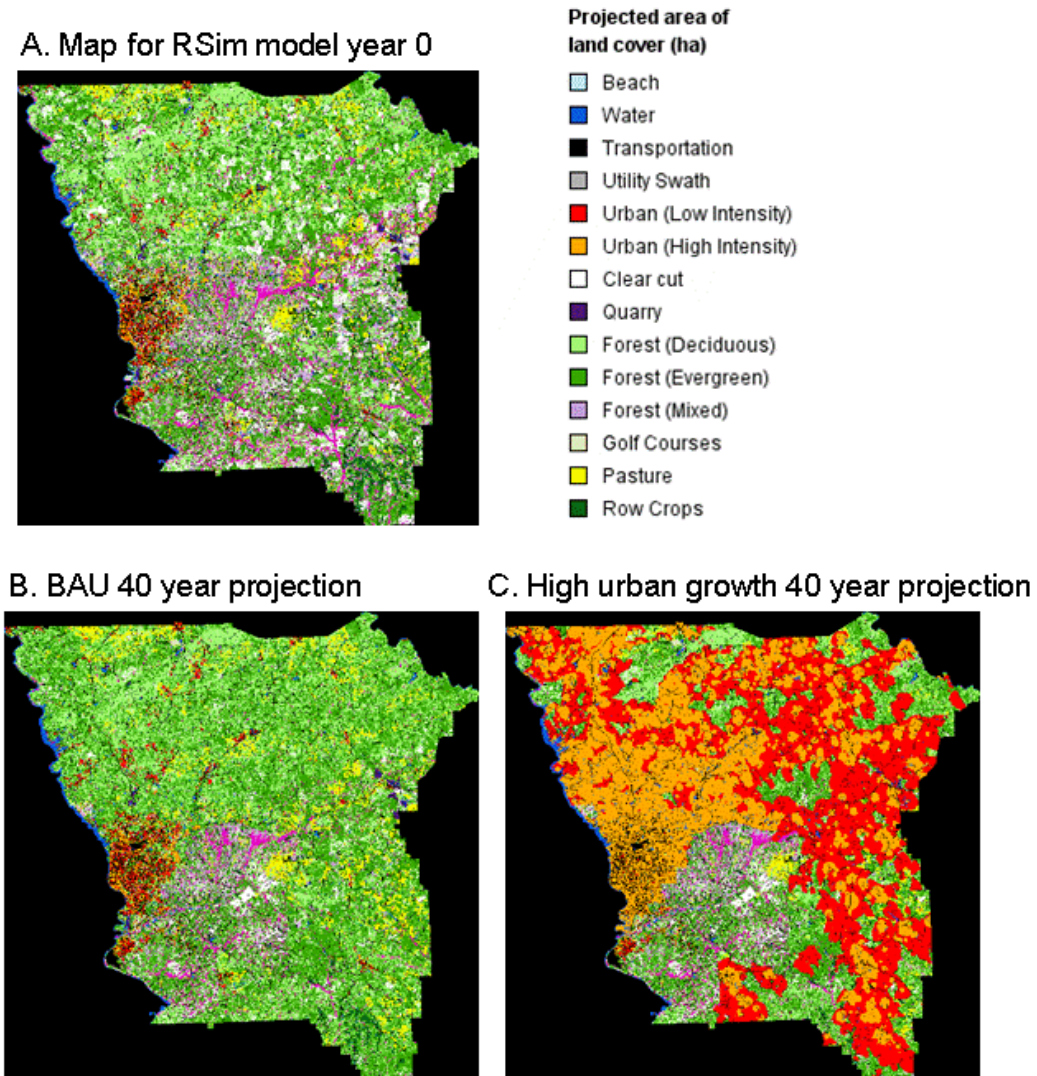 A. Map for RSim model year 0
Projected area of
land cover (ha)
Beach
Water
Transportation
Utility Swath
Urban (Low Intensity)
Urban (High Intensity)
Clear cut
Quarry
Forest (Deciduous)
Forest (Evergreen)
Forest (Mixed)
Golf Courses
Pasture
Row Crops
B. BAU 40 year projection
C. High urban growth 40 year projection